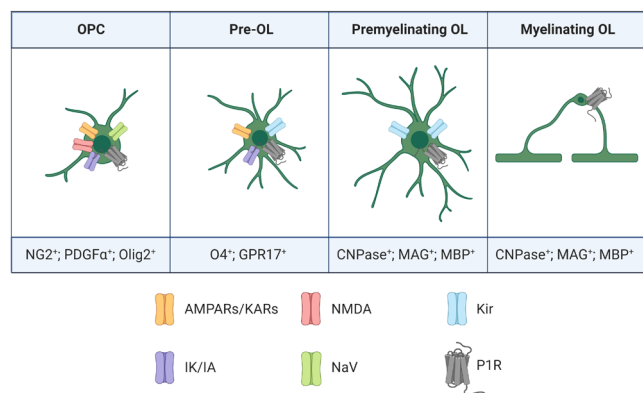 OPC
Pre-OL
Premyelinating OL
Myelinating OL
NG2⁺; PDGFα⁺; Olig2⁺
O4⁺; GPR17⁺
CNPase⁺; MAG⁺; MBP⁺
CNPase⁺; MAG⁺; MBP⁺
AMPARs/KARs
NMDA
Kir
IK/IA
NaV
P1R